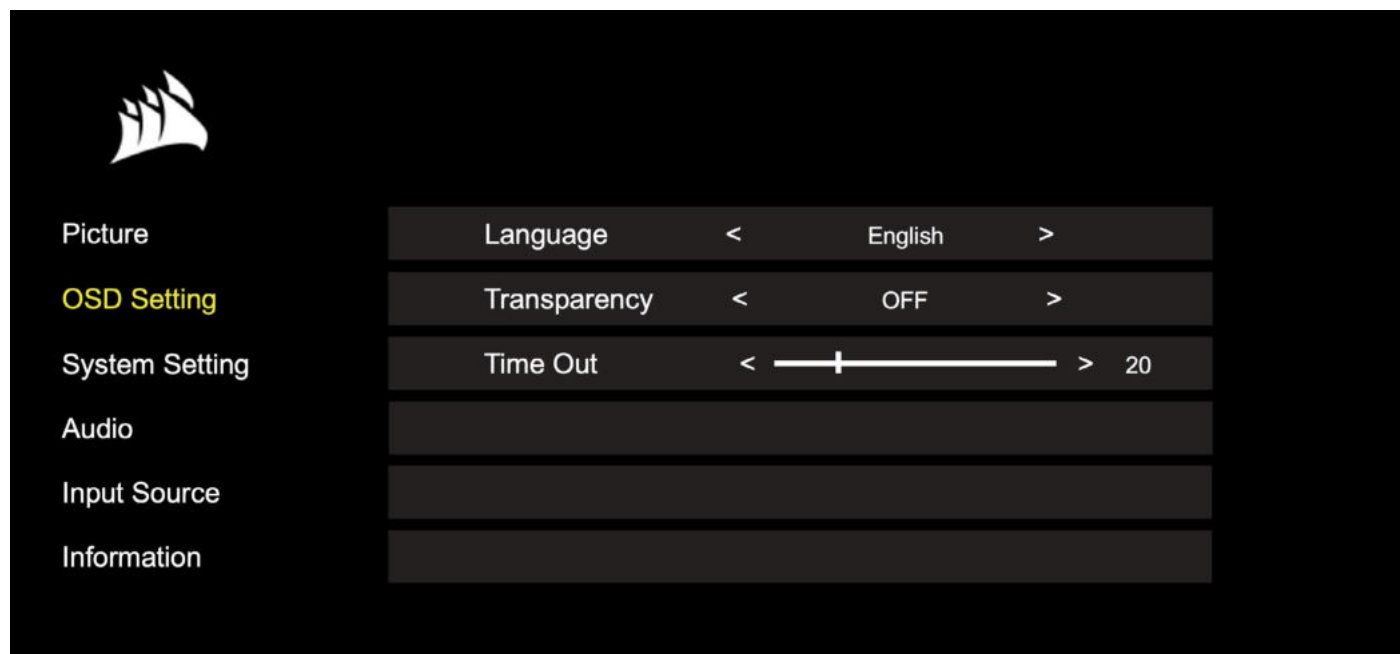 Picture Language < English >
OSD Setting Transparency < OFF >
System Setting Time Out < > 20
Audio
Input Source
Information